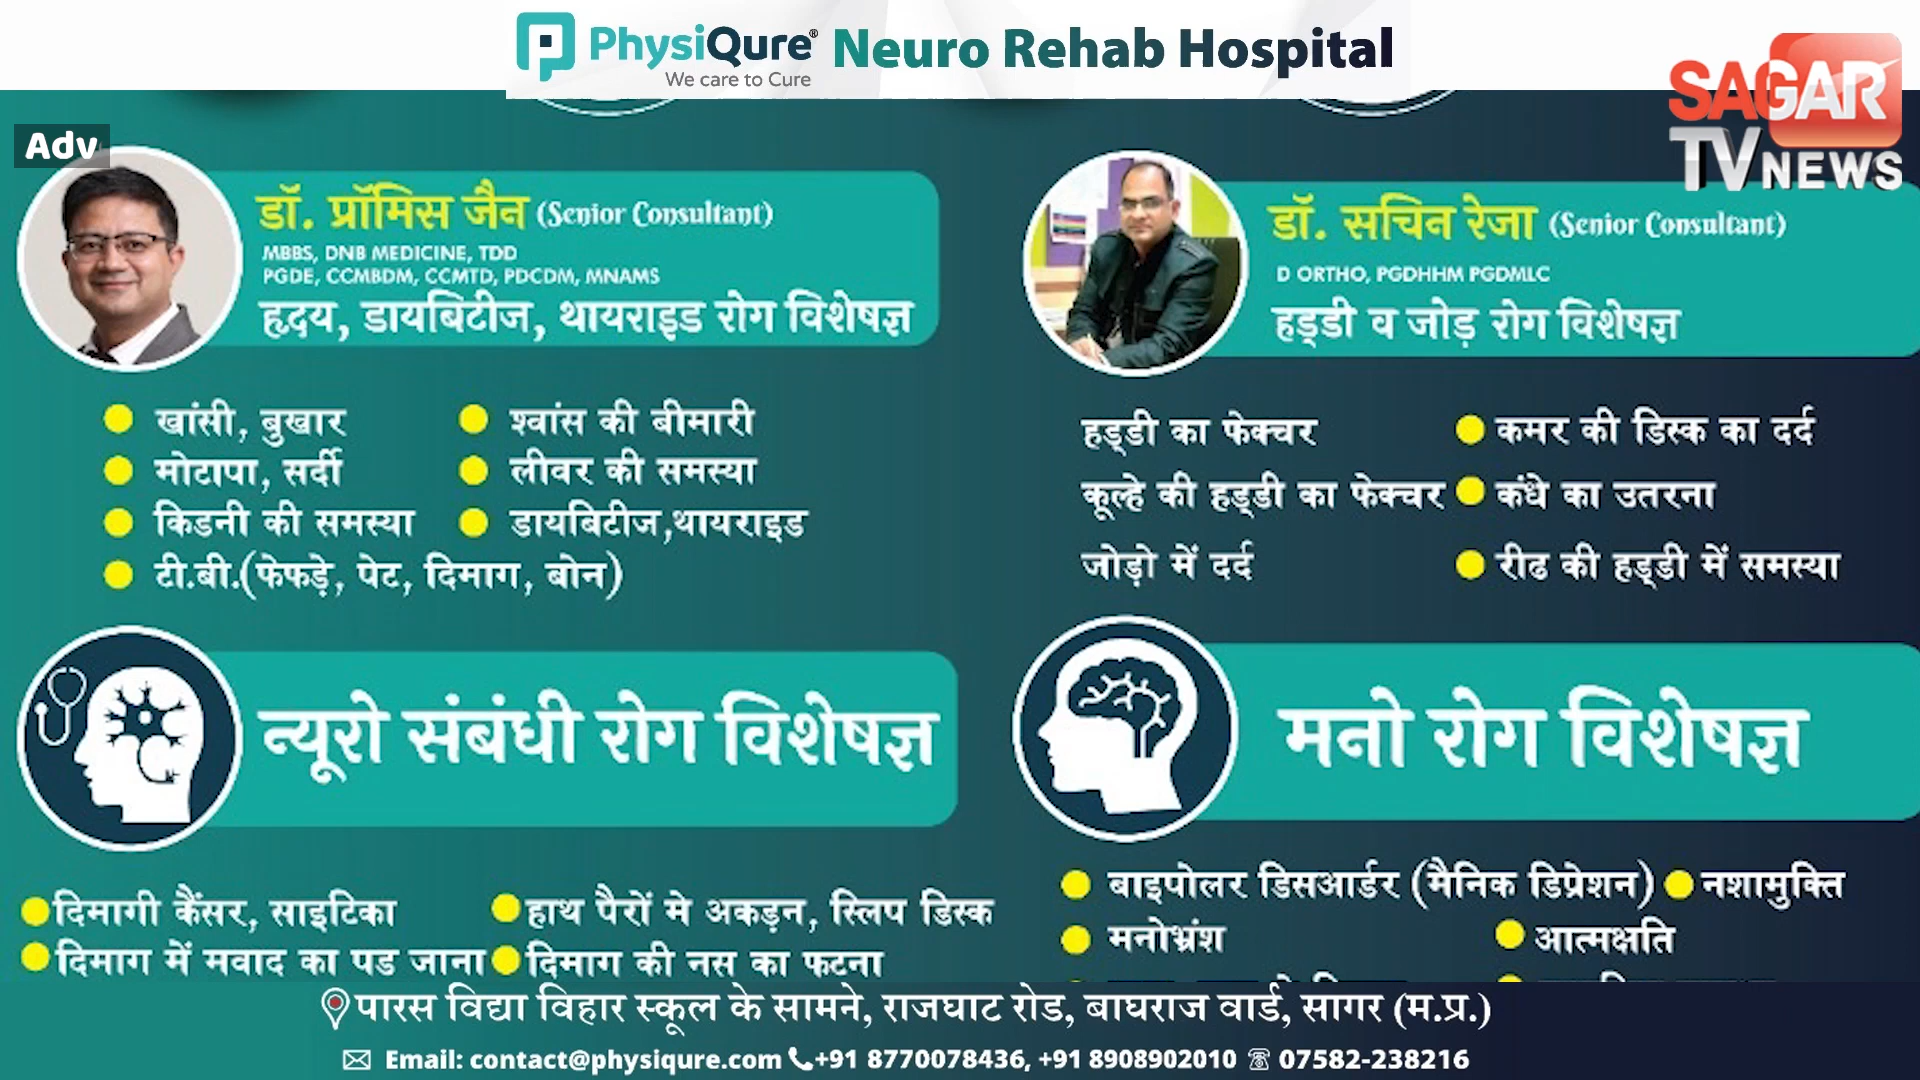 PhysiQure® Neuro Rehab Hospital
We care to Cure
SAGAR
TV NEWS
Adv
डॉ. प्रॉमिस जैन (Senior Consultant)
MBBS, DNB MEDICINE, TDD
PGDE, CCMBDM, CCMTD, PDCDM, MNAMS
हृदय, डायबिटीज, थायराइड रोग विशेषज्ञ
खांसी, बुखार
श्वांस की बीमारी
मोटापा, सर्दी
लीवर की समस्या
किडनी की समस्या
डायबिटीज,थायराइड
टी.बी.(फेफड़े, पेट, दिमाग, बोन)
डॉ. सचिन रेजा (Senior Consultant)
D ORTHO, PGDHHM PGDMLC
हड्डी व जोड़ रोग विशेषज्ञ
हड्डी का फेक्चर
कमर की डिस्क का दर्द
कूल्हे की हड्डी का फेक्चर
कंधे का उतरना
जोड़ो में दर्द
रीढ की हड्डी में समस्या
न्यूरो संबंधी रोग विशेषज्ञ
दिमागी कैंसर, साइटिका
हाथ पैरों मे अकड़न, स्लिप डिस्क
दिमाग में मवाद का पड जाना
दिमाग की नस का फटना
मनो रोग विशेषज्ञ
बाइपोलर डिसआर्डर (मैनिक डिप्रेशन)
नशामुक्ति
मनोभ्रंश
आत्मक्षति
पारस विद्या विहार स्कूल के सामने, राजघाट रोड, बाघराज वार्ड, सागर (म.प्र.)
Email: contact@physiqure.com +91 8770078436, +91 8908902010 07582-238216